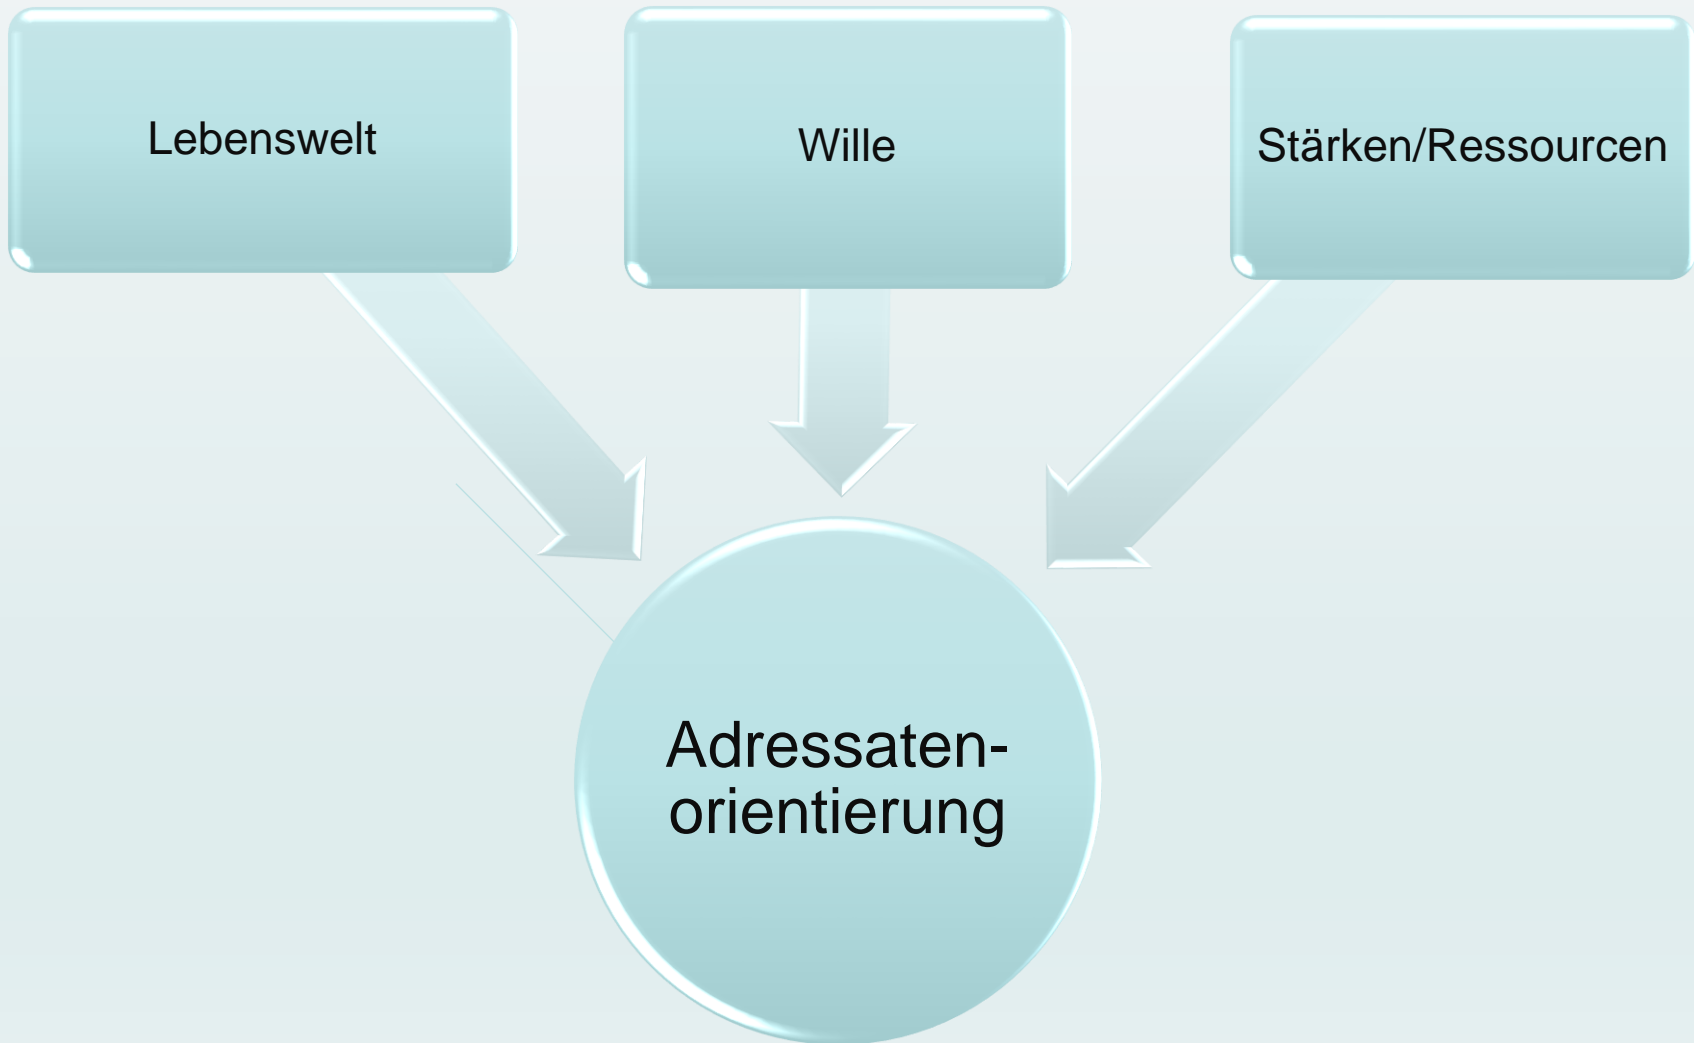 Lebenswelt
Wille
Stärken/Ressourcen
Adressaten-
orientierung